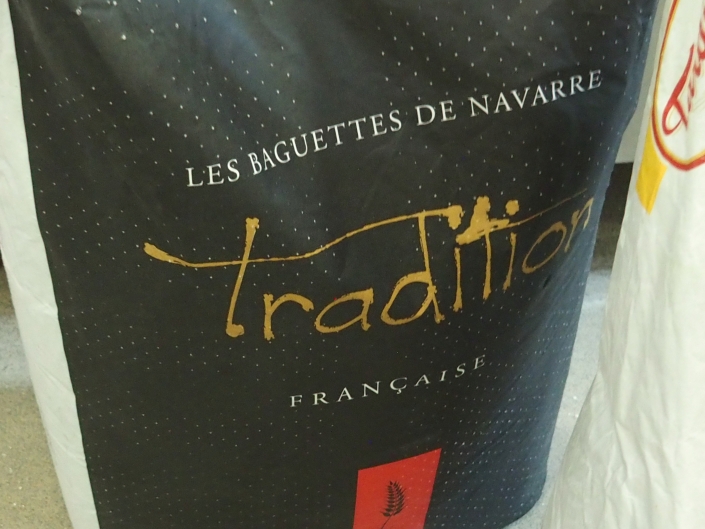 LES BAGUETTES DE NAVARRE
tradition
FRANÇAISE